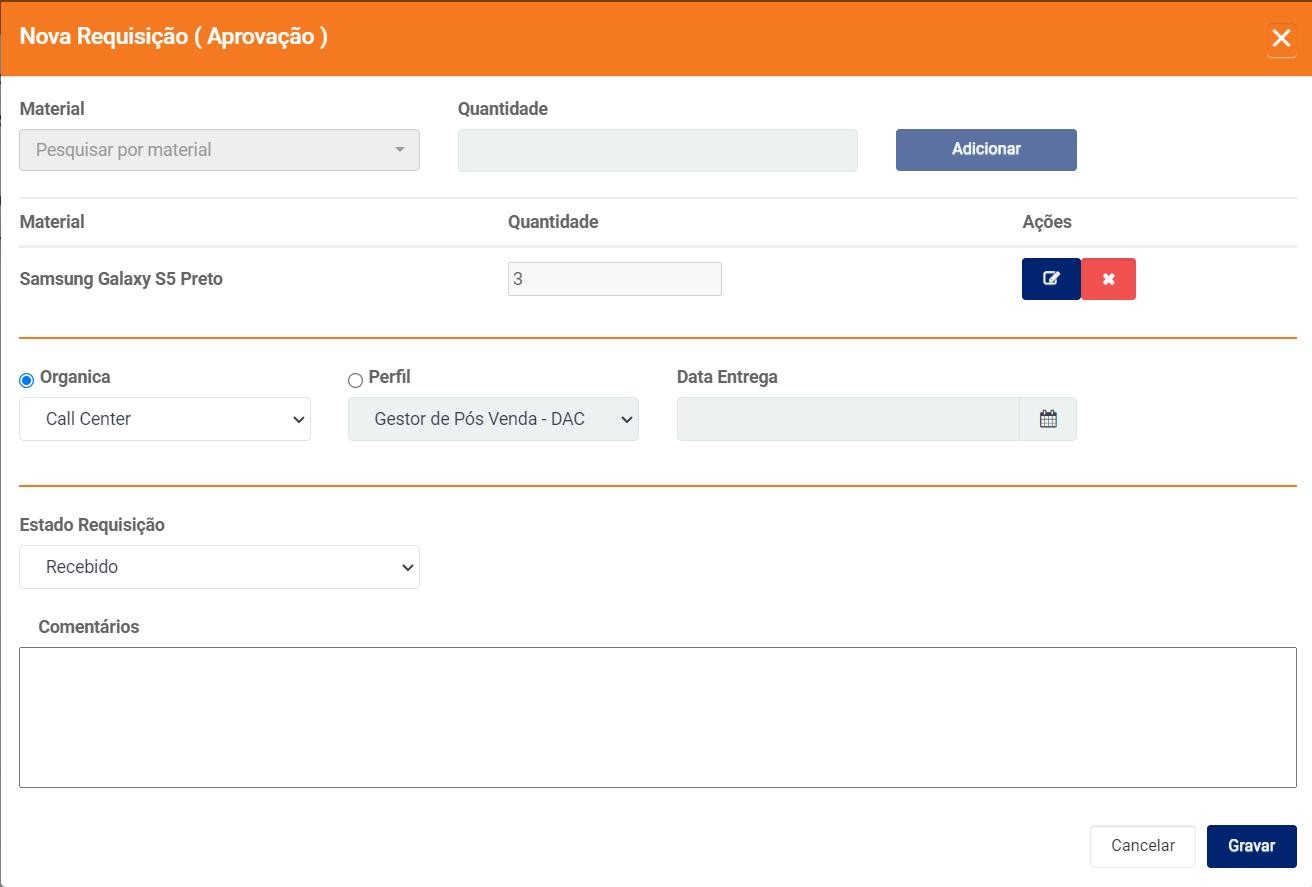 Nova Requisição ( Aprovação )
Material Quantidade
Pesquisar por material Adicionar
Material Quantidade Ações
Samsung Galaxy S5 Preto 3
Organica Perfil Data Entrega
Call Center Gestor de Pós Venda - DAC
Estado Requisição
Recebido
Comentários
Cancelar Gravar